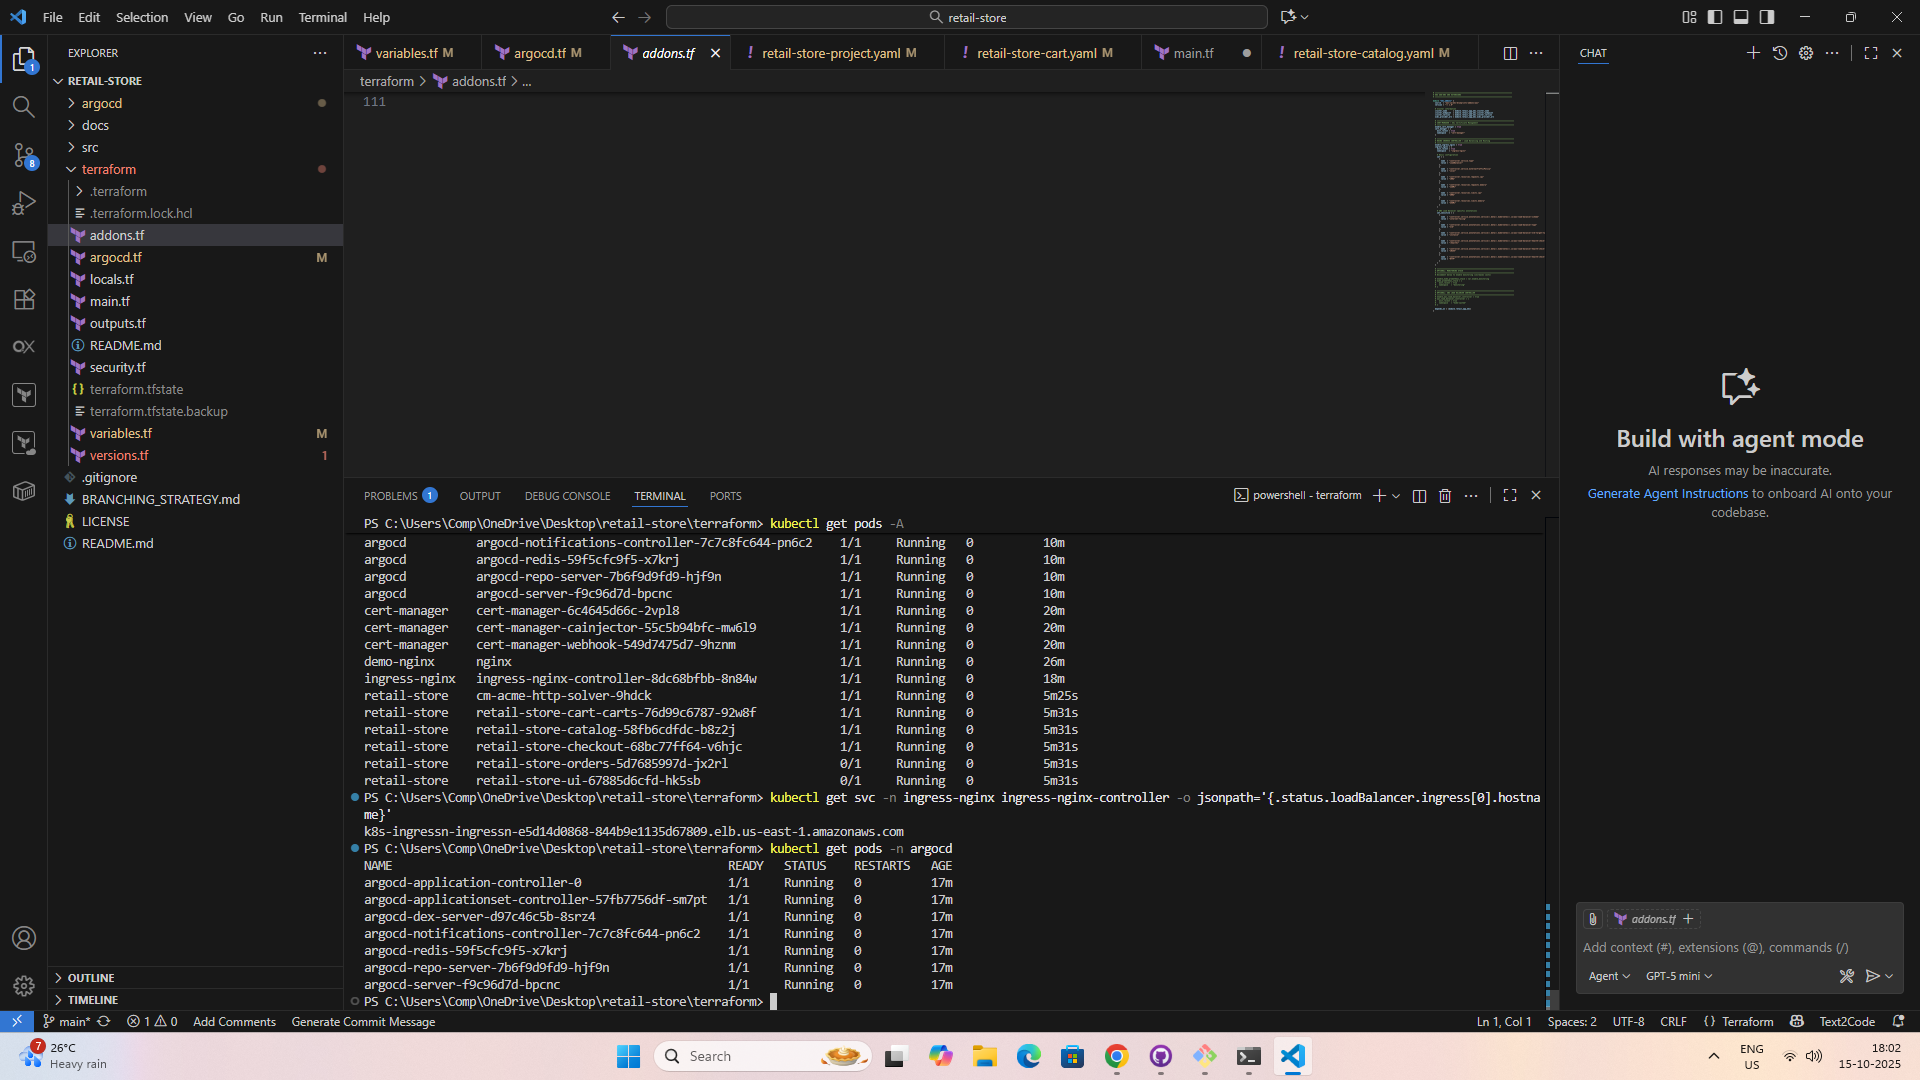 File Edit Selection View Go Run Terminal Help
retail-store
EXPLORER
RETAIL-STORE
argocd
docs
src
terraform
.terraform
.terraform.lock.hcl
addons.tf
argocd.tf M
locals.tf
main.tf
outputs.tf
README.md
security.tf
terraform.tfstate
terraform.tfstate.backup
variables.tf M
versions.tf 1
.gitignore
BRANCHING_STRATEGY.md
LICENSE
README.md
OUTLINE
TIMELINE
variables.tf M argocd.tf M addons.tf retail-store-project.yaml M retail-store-cart.yaml M main.tf retail-store-catalog.yaml M
terraform > addons.tf > ...
111
PROBLEMS 1 OUTPUT DEBUG CONSOLE TERMINAL PORTS powershell - terraform
PS C:\Users\Comp\OneDrive\Desktop\retail-store\terraform> kubectl get pods -A
argocd argocd-notifications-controller-7c7c8fc644-pn6c2 1/1 Running 0 10m
argocd argocd-redis-59f5cfc9f5-x7krj 1/1 Running 0 10m
argocd argocd-repo-server-7b6f9d9fd9-hjf9n 1/1 Running 0 10m
argocd argocd-server-f9c96d7d-bpcnc 1/1 Running 0 10m
cert-manager cert-manager-6c4645d66c-2vpl8 1/1 Running 0 20m
cert-manager cert-manager-cainjector-55c5b94bfc-mw6l9 1/1 Running 0 20m
cert-manager cert-manager-webhook-549d7475d7-9hznm 1/1 Running 0 20m
demo-nginx nginx 1/1 Running 0 26m
ingress-nginx ingress-nginx-controller-8dc68bfbb-8n84w 1/1 Running 0 18m
retail-store cm-acme-http-solver-9hdck 1/1 Running 0 5m25s
retail-store retail-store-cart-carts-76d99c6787-92w8f 1/1 Running 0 5m31s
retail-store retail-store-catalog-58fb6cdfdc-b8z2j 1/1 Running 0 5m31s
retail-store retail-store-checkout-68bc77ff64-v6hjc 1/1 Running 0 5m31s
retail-store retail-store-orders-5d7685997d-jx2rl 0/1 Running 0 5m31s
retail-store retail-store-ui-67885d6cfd-hk5sb 0/1 Running 0 5m31s
PS C:\Users\Comp\OneDrive\Desktop\retail-store\terraform> kubectl get svc -n ingress-nginx ingress-nginx-controller -o jsonpath='{.status.loadBalancer.ingress[0].hostna
me}'
k8s-ingressn-ingressn-e5d14d0868-844b9e1135d67809.elb.us-east-1.amazonaws.com
PS C:\Users\Comp\OneDrive\Desktop\retail-store\terraform> kubectl get pods -n argocd
NAME READY STATUS RESTARTS AGE
argocd-application-controller-0 1/1 Running 0 17m
argocd-applicationset-controller-57fb7756df-sm7pt 1/1 Running 0 17m
argocd-dex-server-d97c46c5b-8srz4 1/1 Running 0 17m
argocd-notifications-controller-7c7c8fc644-pn6c2 1/1 Running 0 17m
argocd-redis-59f5cfc9f5-x7krj 1/1 Running 0 17m
argocd-repo-server-7b6f9d9fd9-hjf9n 1/1 Running 0 17m
argocd-server-f9c96d7d-bpcnc 1/1 Running 0 17m
PS C:\Users\Comp\OneDrive\Desktop\retail-store\terraform>
CHAT
Build with agent mode
AI responses may be inaccurate.
Generate Agent Instructions to onboard AI onto your
codebase.
addons.tf
Add context (#), extensions (@), commands (/)
Agent GPT-5 mini
1
8
main* 1 0 Add Comments Generate Commit Message Ln 1, Col 1 Spaces: 2 UTF-8 CRLF Terraform Text2Code
7
26°C
Heavy rain
Search
ENG
US
18:02
15-10-2025